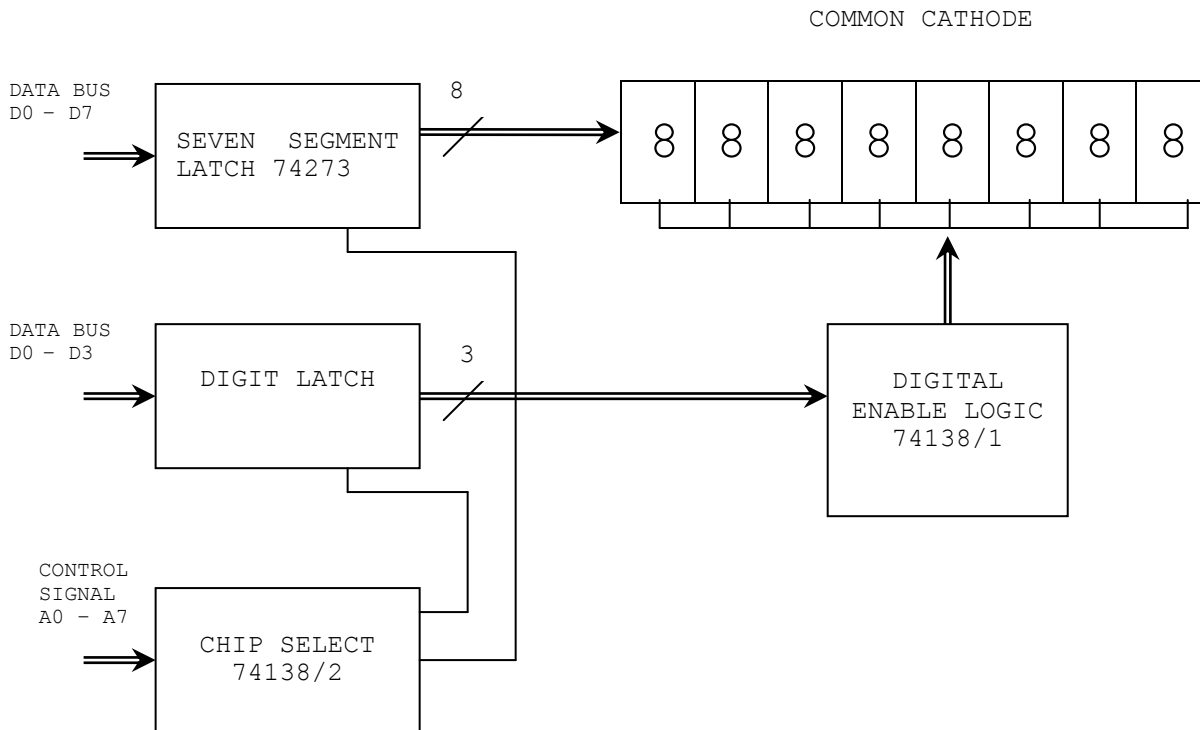 COMMON CATHODE
DATA BUS
D0 – D7
SEVEN SEGMENT
LATCH 74273
8
8 8 8 8 8 8 8 8
DATA BUS
D0 – D3
DIGIT LATCH
3
DIGITAL
ENABLE LOGIC
74138/1
CONTROL
SIGNAL
A0 – A7
CHIP SELECT
74138/2